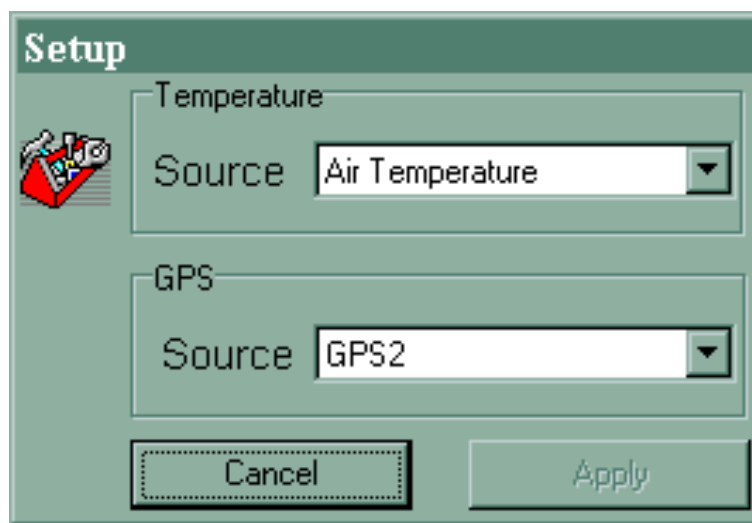 Setup
Temperature
Source Air Temperature
GPS
Source GPS2
Cancel Apply